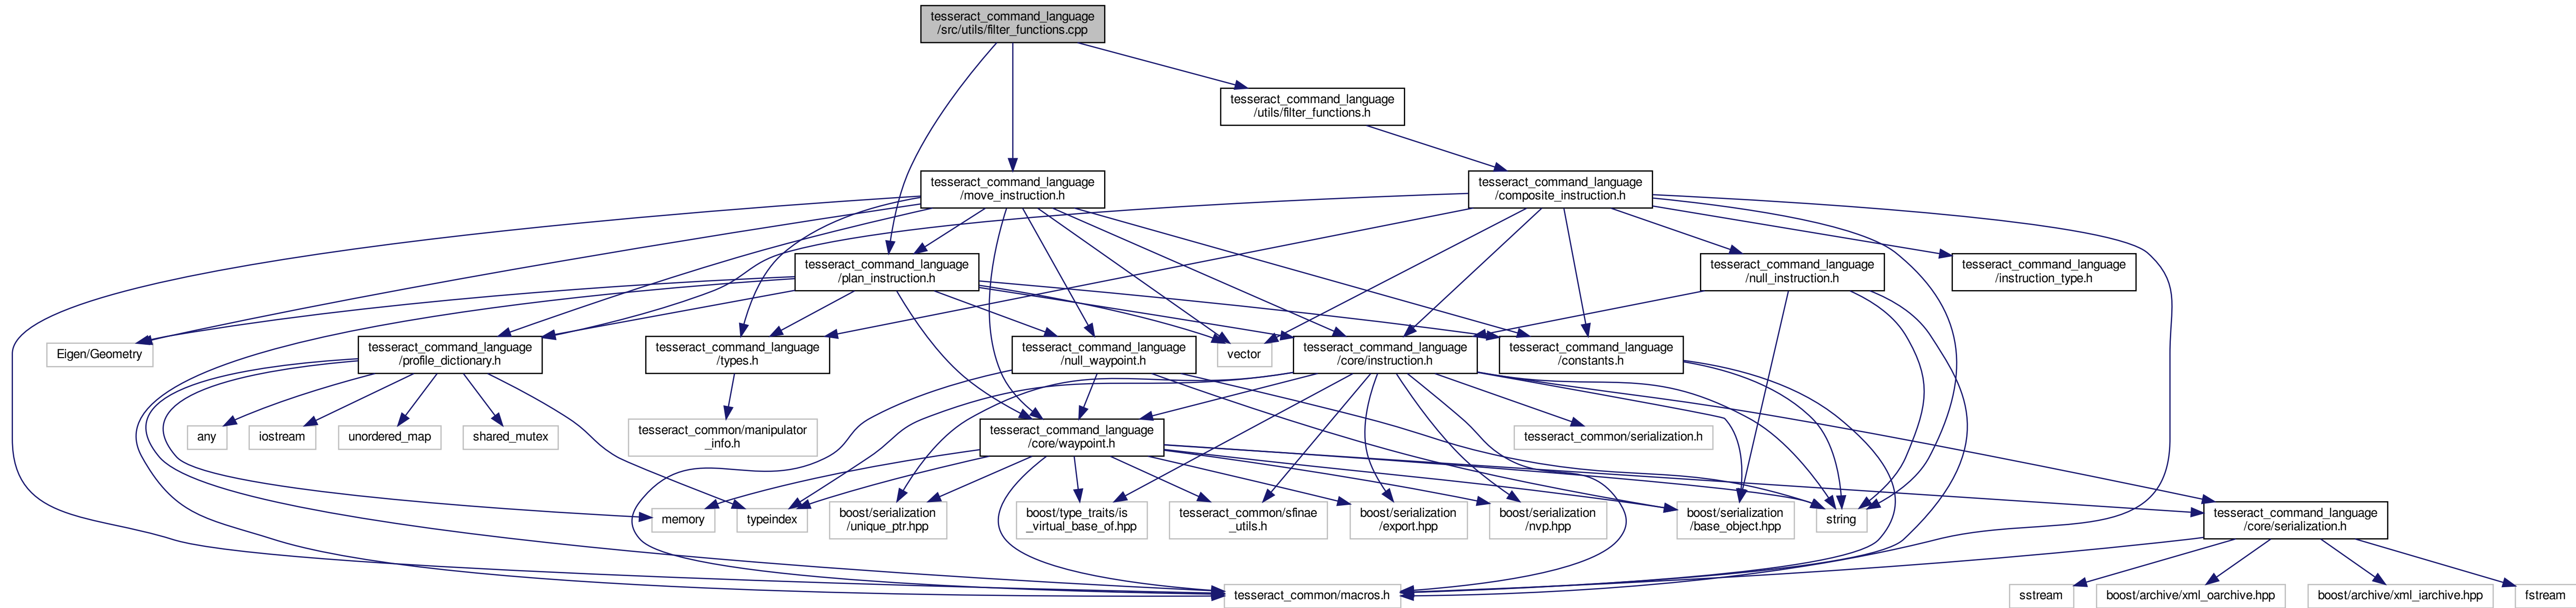 tesseract_command_language
/src/utils/filter_functions.cpp
tesseract_command_language
/utils/filter_functions.h
tesseract_command_language
/move_instruction.h
tesseract_command_language
/composite_instruction.h
tesseract_command_language
/plan_instruction.h
tesseract_command_language
/null_instruction.h
tesseract_command_language
/instruction_type.h
Eigen/Geometry
tesseract_command_language
/profile_dictionary.h
tesseract_command_language
/types.h
tesseract_command_language
/null_waypoint.h
vector
tesseract_command_language
/core/instruction.h
tesseract_command_language
/constants.h
any
iostream
unordered_map
shared_mutex
tesseract_common/manipulator
_info.h
tesseract_command_language
/core/waypoint.h
tesseract_common/serialization.h
memory
typeindex
boost/serialization
/unique_ptr.hpp
boost/type_traits/is
_virtual_base_of.hpp
tesseract_common/sfinae
_utils.h
boost/serialization
/export.hpp
boost/serialization
/nvp.hpp
boost/serialization
/base_object.hpp
string
tesseract_command_language
/core/serialization.h
tesseract_common/macros.h
sstream
boost/archive/xml_oarchive.hpp
boost/archive/xml_iarchive.hpp
fstream